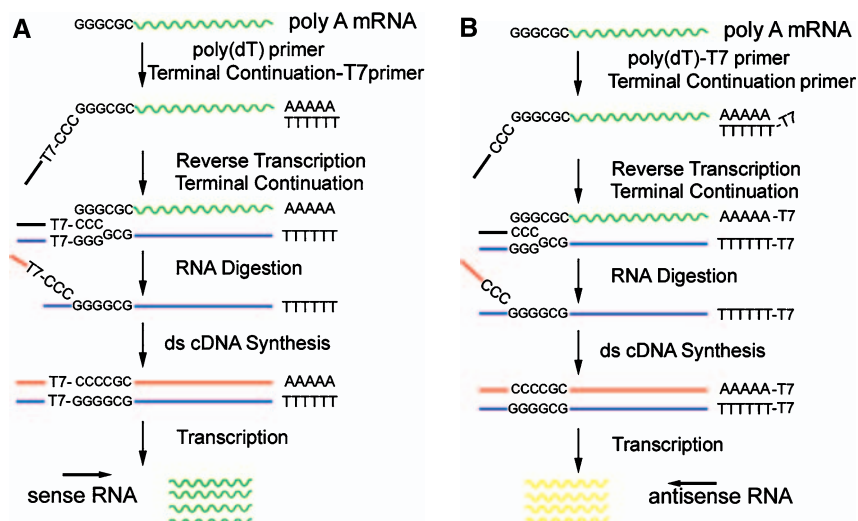 A
GGGCGC poly A mRNA
poly(dT) primer
Terminal Continuation-T7primer
GGGCGC AAAAA
TTTTTT
T7-CCC
Reverse Transcription
Terminal Continuation
GGGCGC AAAAA
T7- CCC
T7-GGGGCG TTTTTT
RNA Digestion
T7-CCC
GGGGCG TTTTTT
ds cDNA Synthesis
T7- CCCCGC AAAAA
T7-GGGGCG TTTTTT
Transcription
sense RNA
B
GGGCGC poly A mRNA
poly(dT)-T7 primer
Terminal Continuation primer
GGGCGC AAAAA
TTTTTT-T7
CCC
Reverse Transcription
Terminal Continuation
GGGCGC AAAAA-T7
CCC
GGGGCG TTTTTT-T7
RNA Digestion
CCC
GGGGCG TTTTTT-T7
ds cDNA Synthesis
CCCCGC AAAAA-T7
GGGGCG TTTTTT-T7
Transcription
antisense RNA